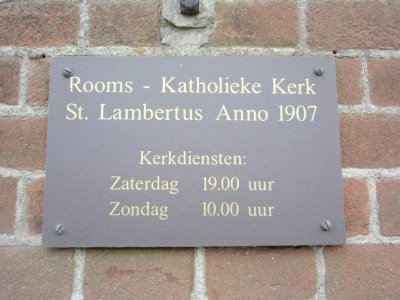 Rooms - Katholieke Kerk
St. Lambertus Anno 1907
Kerkdiensten:
Zaterdag 19.00 uur
Zondag 10.00 uur